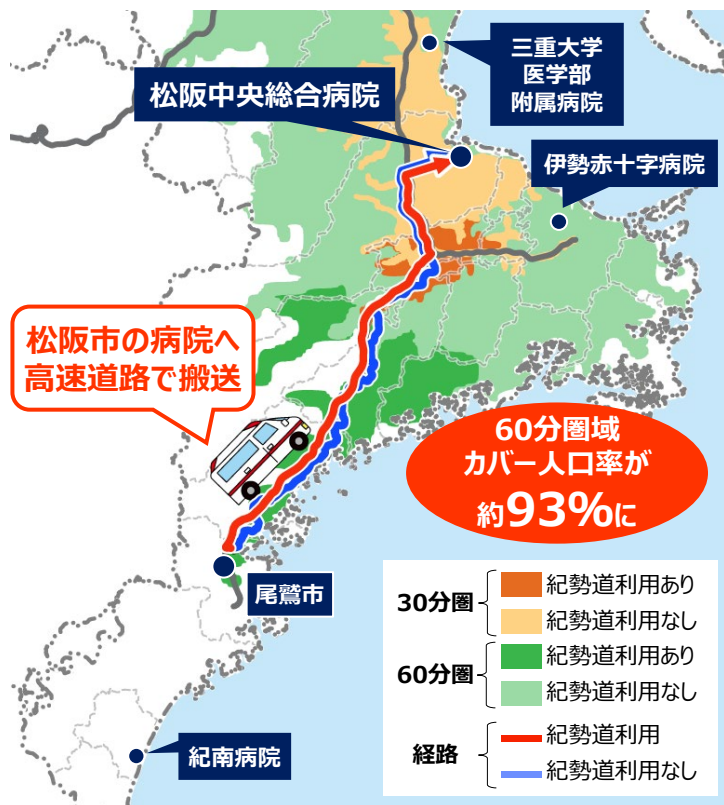 三重大学
医学部
附属病院
松阪中央総合病院
伊勢赤十字病院
松阪市の病院へ
高速道路で搬送
60分圏域
カバー人口率が
約93%に
尾鷲市
紀南病院
30分圏
紀勢道利用あり
紀勢道利用なし
60分圏
紀勢道利用あり
紀勢道利用なし
経路
紀勢道利用
紀勢道利用なし